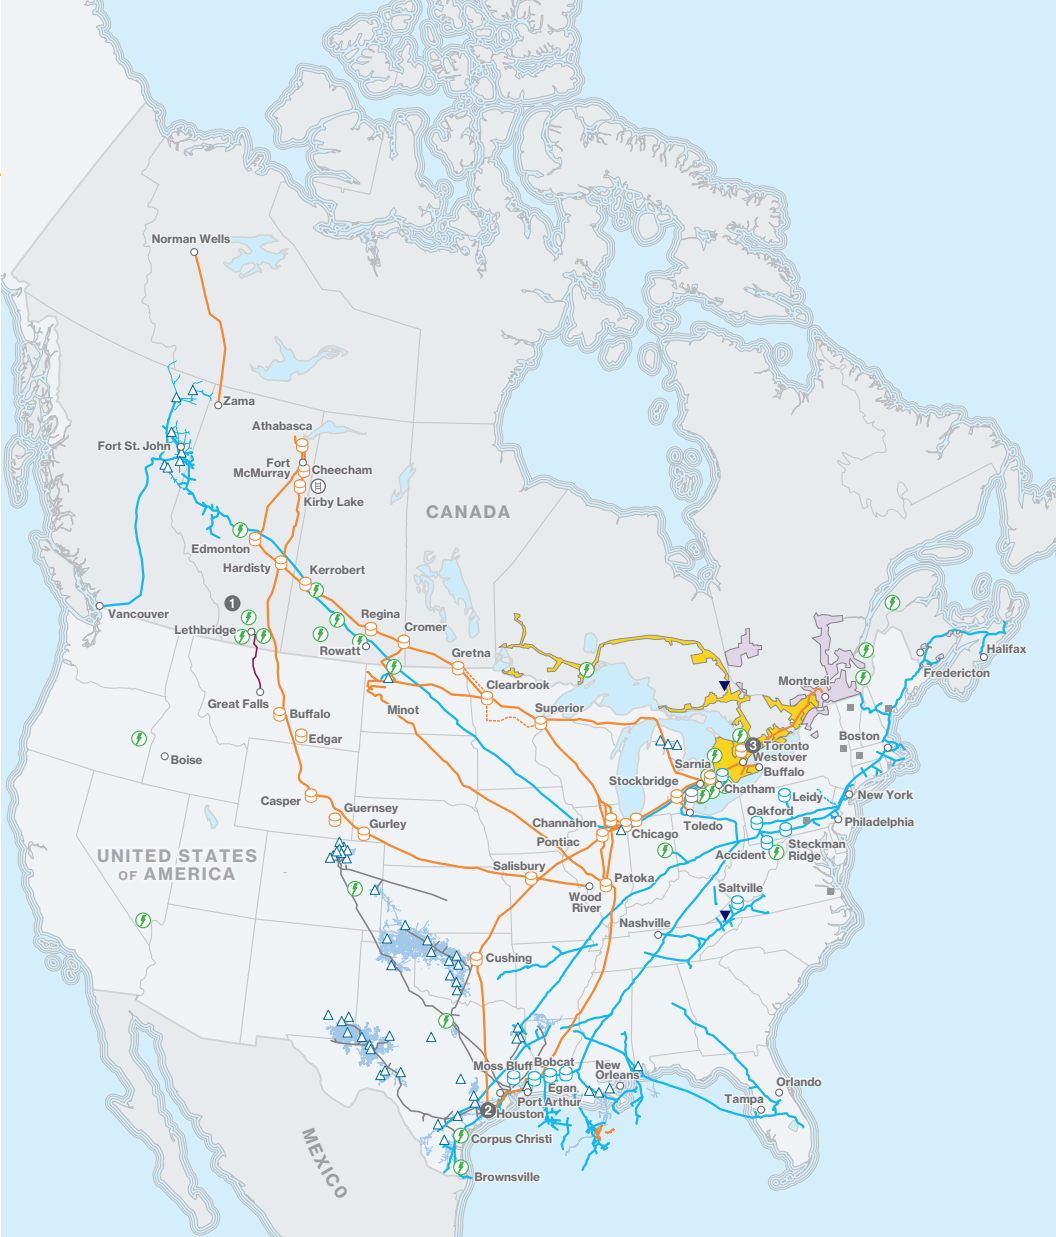 Norman Wells
Zama
Athabasca
Fort St. John
Fort
McMurray
Cheecham
Kirby Lake
CANADA
Edmonton
Hardisty
Kerrobert
1
Vancouver
Lethbridge
Regina
Cromer
Rowatt
Gretna
Halifax
Fredericton
Montreal
Clearbrook
Great Falls
Buffalo
Minot
Superior
Edgar
Boise
3
Toronto
Westover
Boston
Sarnia
Buffalo
Stockbridge
Chatham
Leidy
New York
Casper
Guernsey
Gurley
Channahon
Chicago
Toledo
Oakford
Philadelphia
Pontiac
Steckman
Ridge
Accident
UNITED STATES
OF AMERICA
Salisbury
Patoka
Wood
River
Saltville
Nashville
Cushing
Moss Bluff
Bobcat
New
Orleans
Egan
Port Arthur
2
Houston
Orlando
Tampa
Corpus Christi
Brownsville
MEXICO